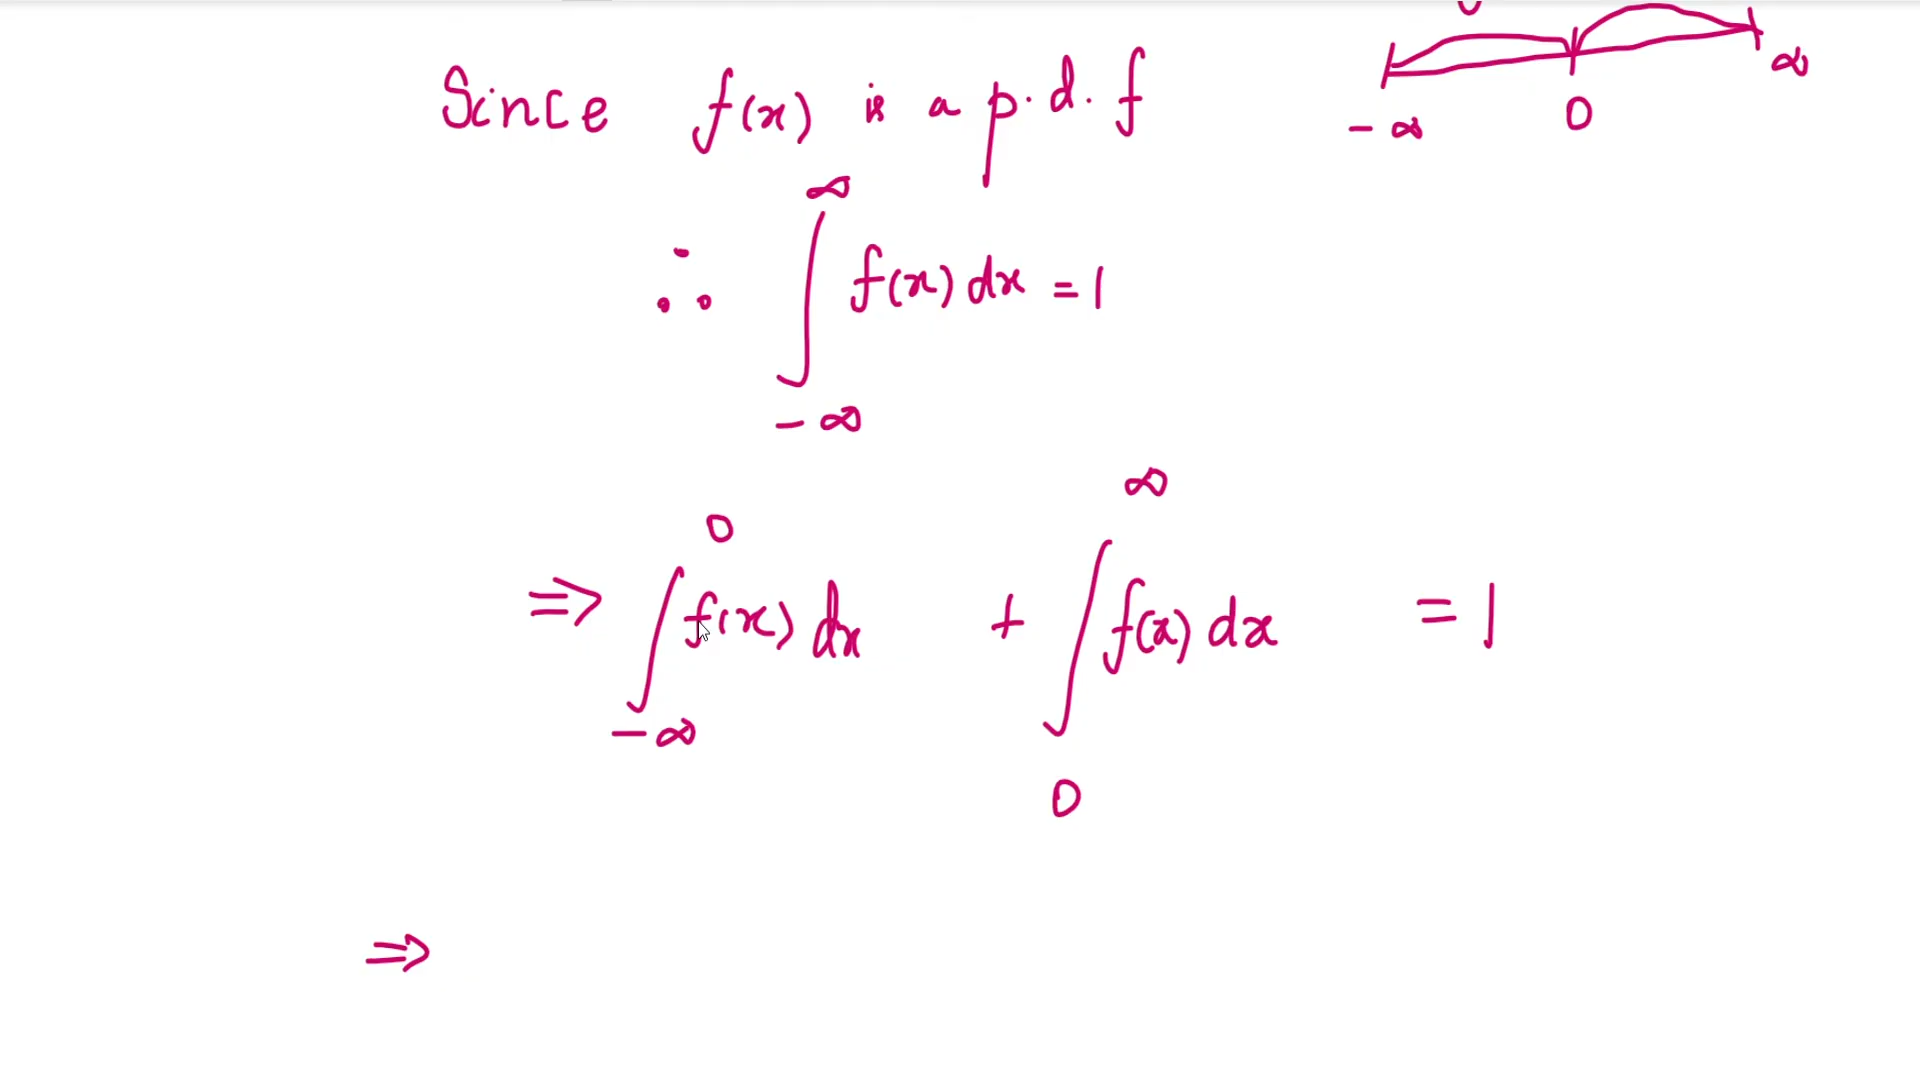 -∞ 0 ∞
Since f(x) is a p.d.f
∴ ∫_{-∞}^{∞} f(x) dx = 1
⇒ ∫_{-∞}^{0} f(x) dx + ∫_{0}^{∞} f(x) dx = 1
⇒